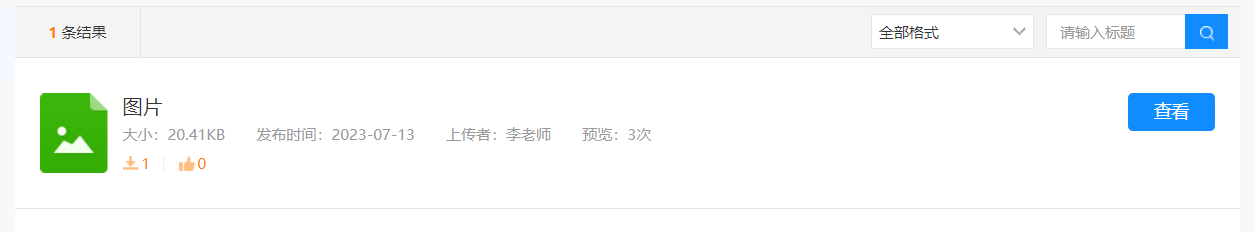 1 条结果
全部格式
请输入标题
图片
查看
大小：20.41KB 发布时间：2023-07-13 上传者：李老师 预览：3次
1 0